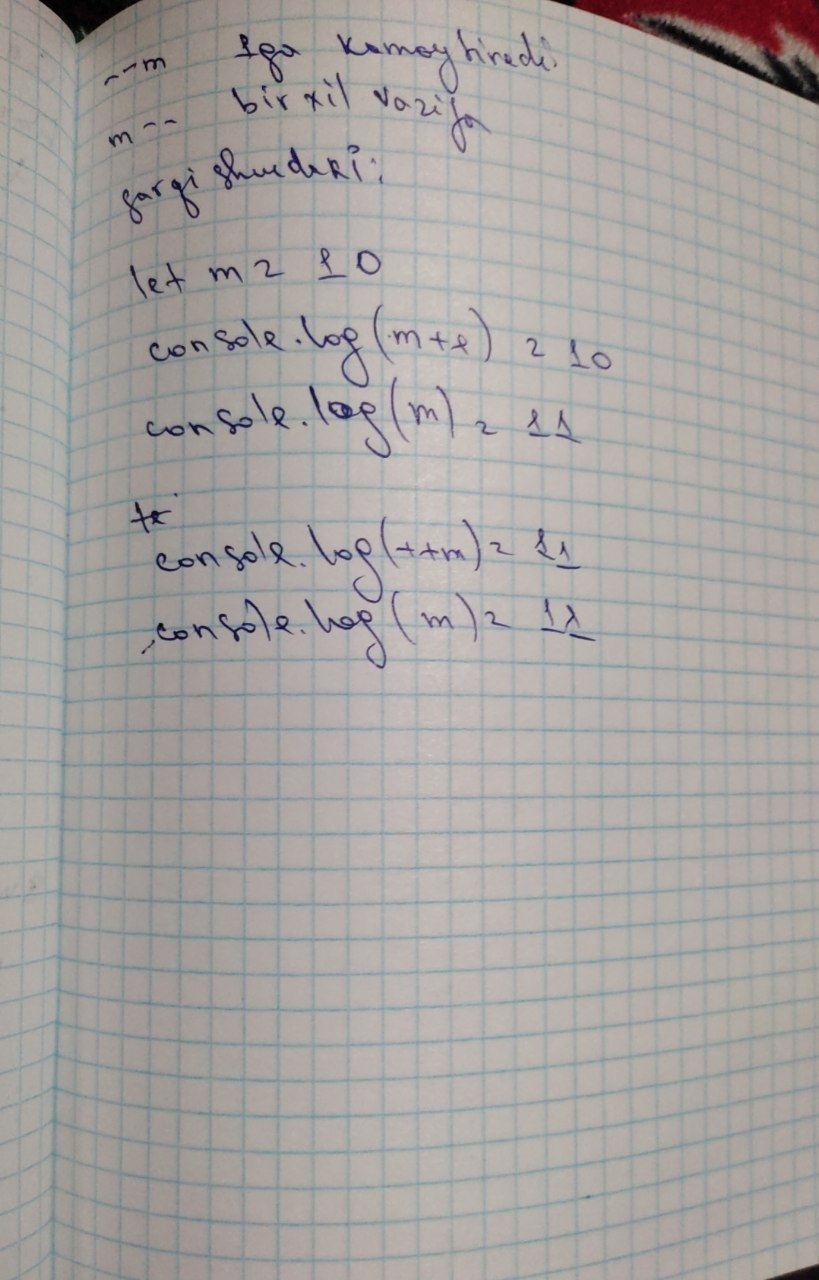 --m 1ga kamaytiradi.
m-- bir xil vazifa
farqi shundaki:
let m = 10
console.log(m++) = 10
console.log(m) = 11
console.log(++m) = 11
console.log(m) = 11